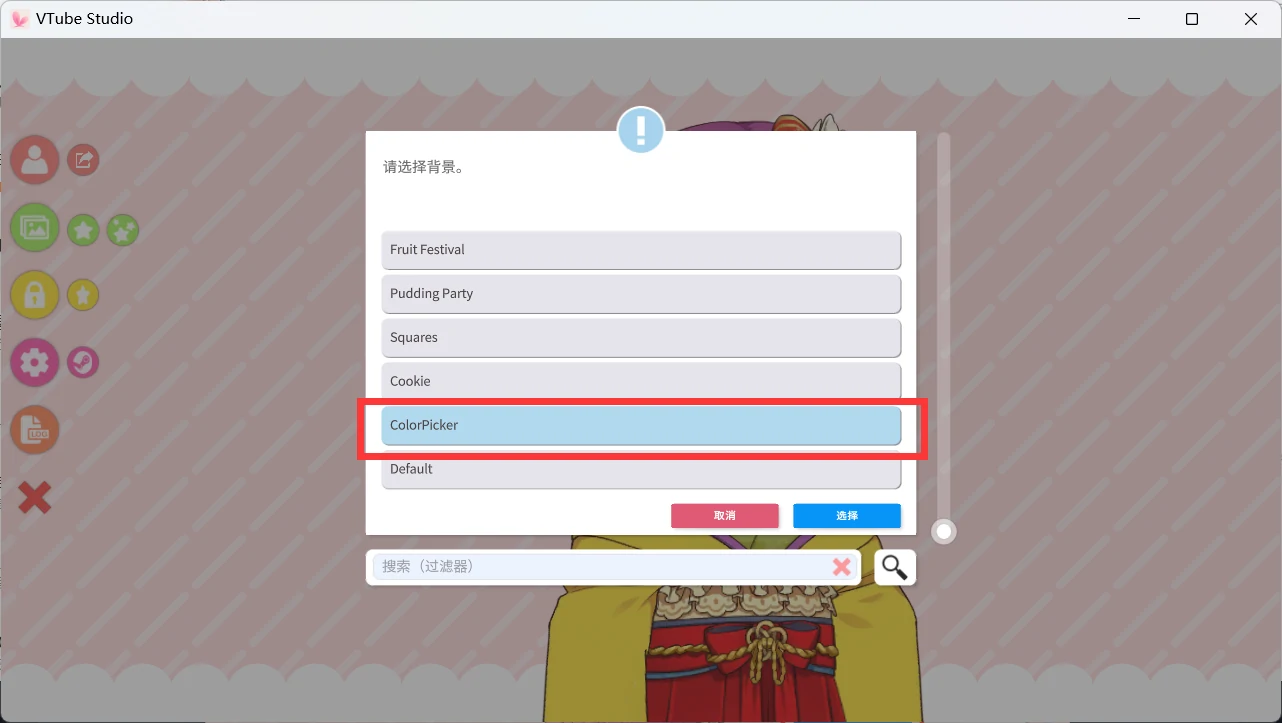 VTube Studio
请选择背景。
Fruit Festival
Pudding Party
Squares
Cookie
ColorPicker
Default
LOG
取消
选择
搜索（过滤器）